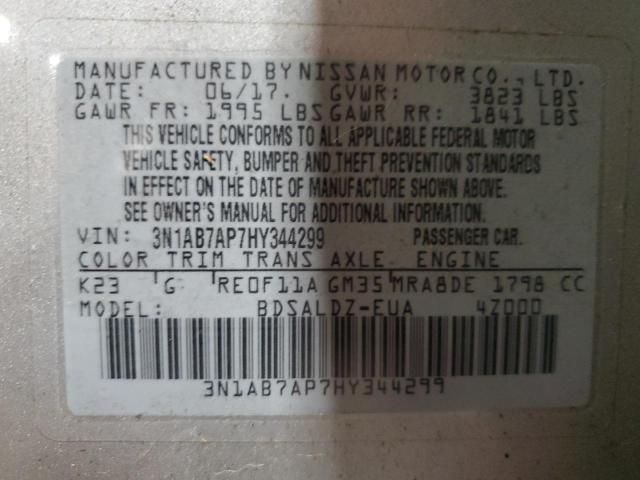 MANUFACTURED BY NISSAN MOTOR CO., LTD.
DATE: 06/17. GVWR: 3823 LBS
GAWR FR: 1995 LBS GAWR RR: 1841 LBS
THIS VEHICLE CONFORMS TO ALL APPLICABLE FEDERAL MOTOR
VEHICLE SAFETY, BUMPER AND THEFT PREVENTION STANDARDS
IN EFFECT ON THE DATE OF MANUFACTURE SHOWN ABOVE.
SEE OWNER'S MANUAL FOR ADDITIONAL INFORMATION.
VIN: 3N1AB7AP7HY344299 PASSENGER CAR.
COLOR TRIM TRANS AXLE ENGINE
K23 G RE0F11A GM35 MRA8DE 1798 CC
MODEL: BDSALDZ-EUA 4Z000
3N1AB7AP7HY344299